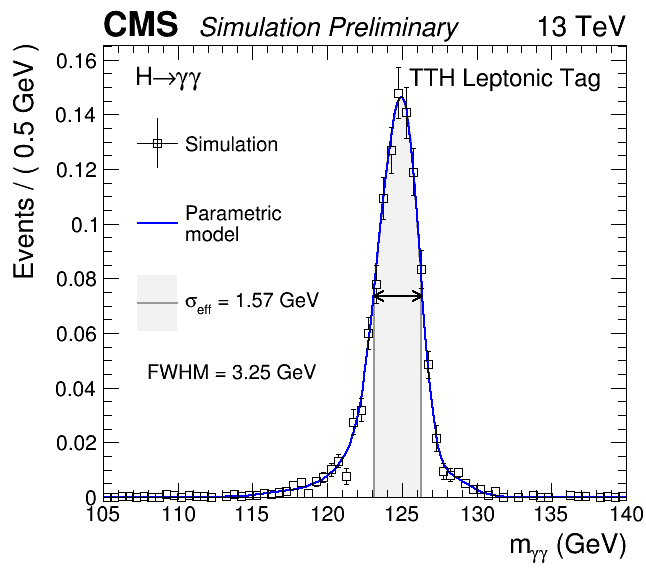 CMS Simulation Preliminary 13 TeV
H→γγ TTH Leptonic Tag
Simulation
Parametric
model
σeff = 1.57 GeV
FWHM = 3.25 GeV
Events / ( 0.5 GeV )
0.16
0.14
0.12
0.1
0.08
0.06
0.04
0.02
0
105 110 115 120 125 130 135 140
mγγ (GeV)